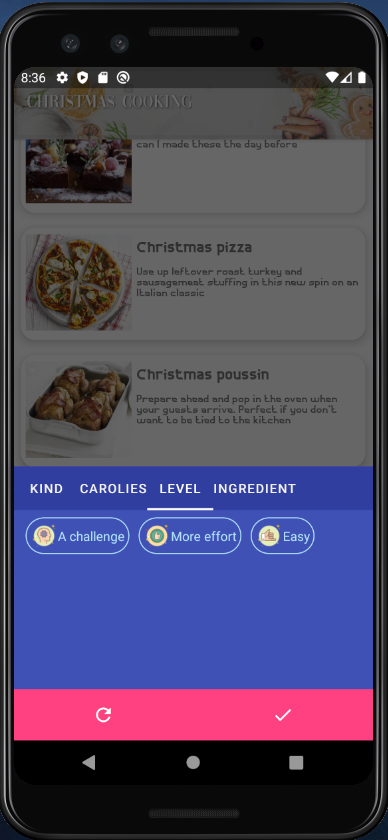 8:36
CHRISTMAS COOKING
can I made these the day before
Christmas pizza
Use up leftover roast turkey and
sausagemeat stuffing in this new spin on an
Italian classic
Christmas poussin
Prepare ahead and pop in the oven when
your guests arrive. Perfect if you don't
want to be tied to the kitchen
KIND CAROLIES LEVEL INGREDIENT
A challenge More effort Easy